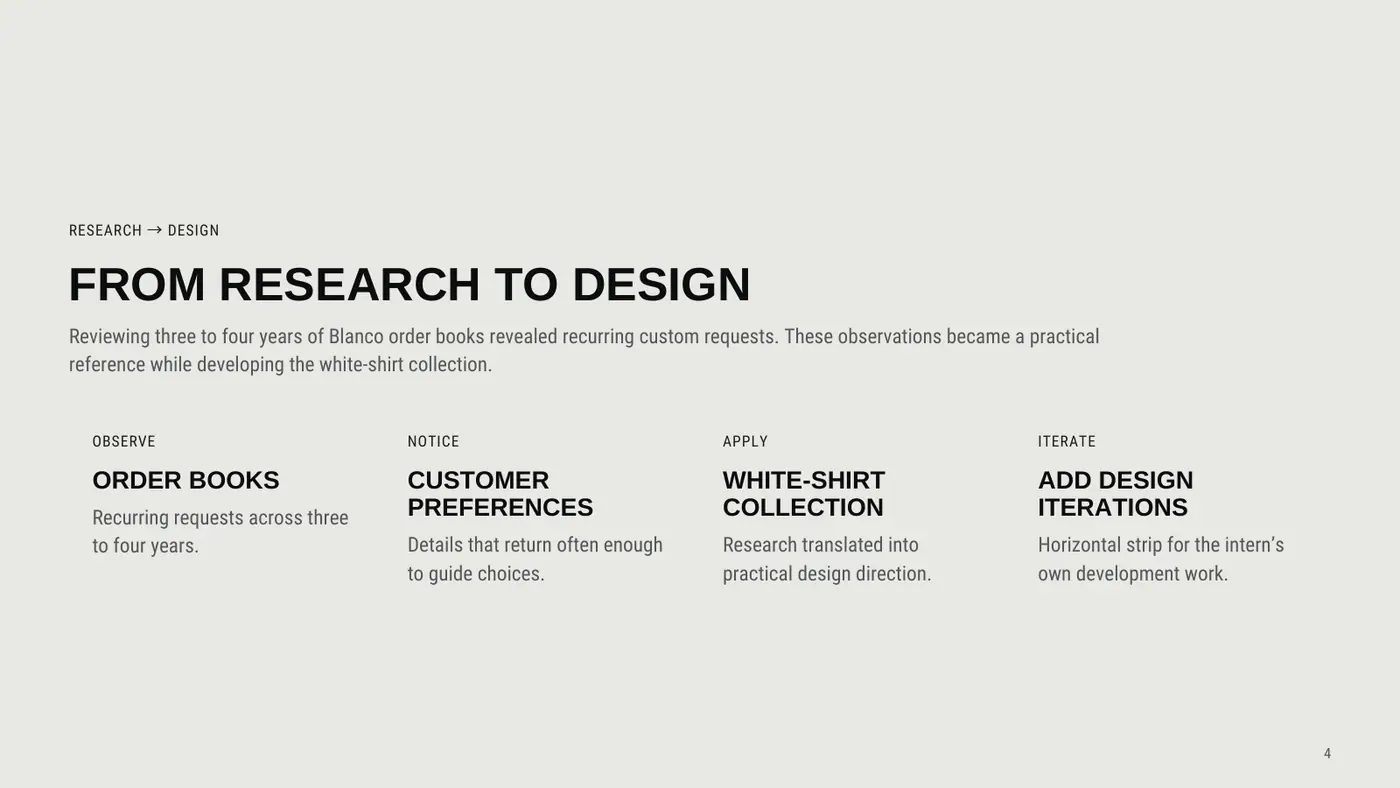 RESEARCH → DESIGN
FROM RESEARCH TO DESIGN
Reviewing three to four years of Blanco order books revealed recurring custom requests. These observations became a practical
reference while developing the white-shirt collection.
OBSERVE
ORDER BOOKS
Recurring requests across three
to four years.
NOTICE
CUSTOMER
PREFERENCES
Details that return often enough
to guide choices.
APPLY
WHITE-SHIRT
COLLECTION
Research translated into
practical design direction.
ITERATE
ADD DESIGN
ITERATIONS
Horizontal strip for the intern’s
own development work.
4